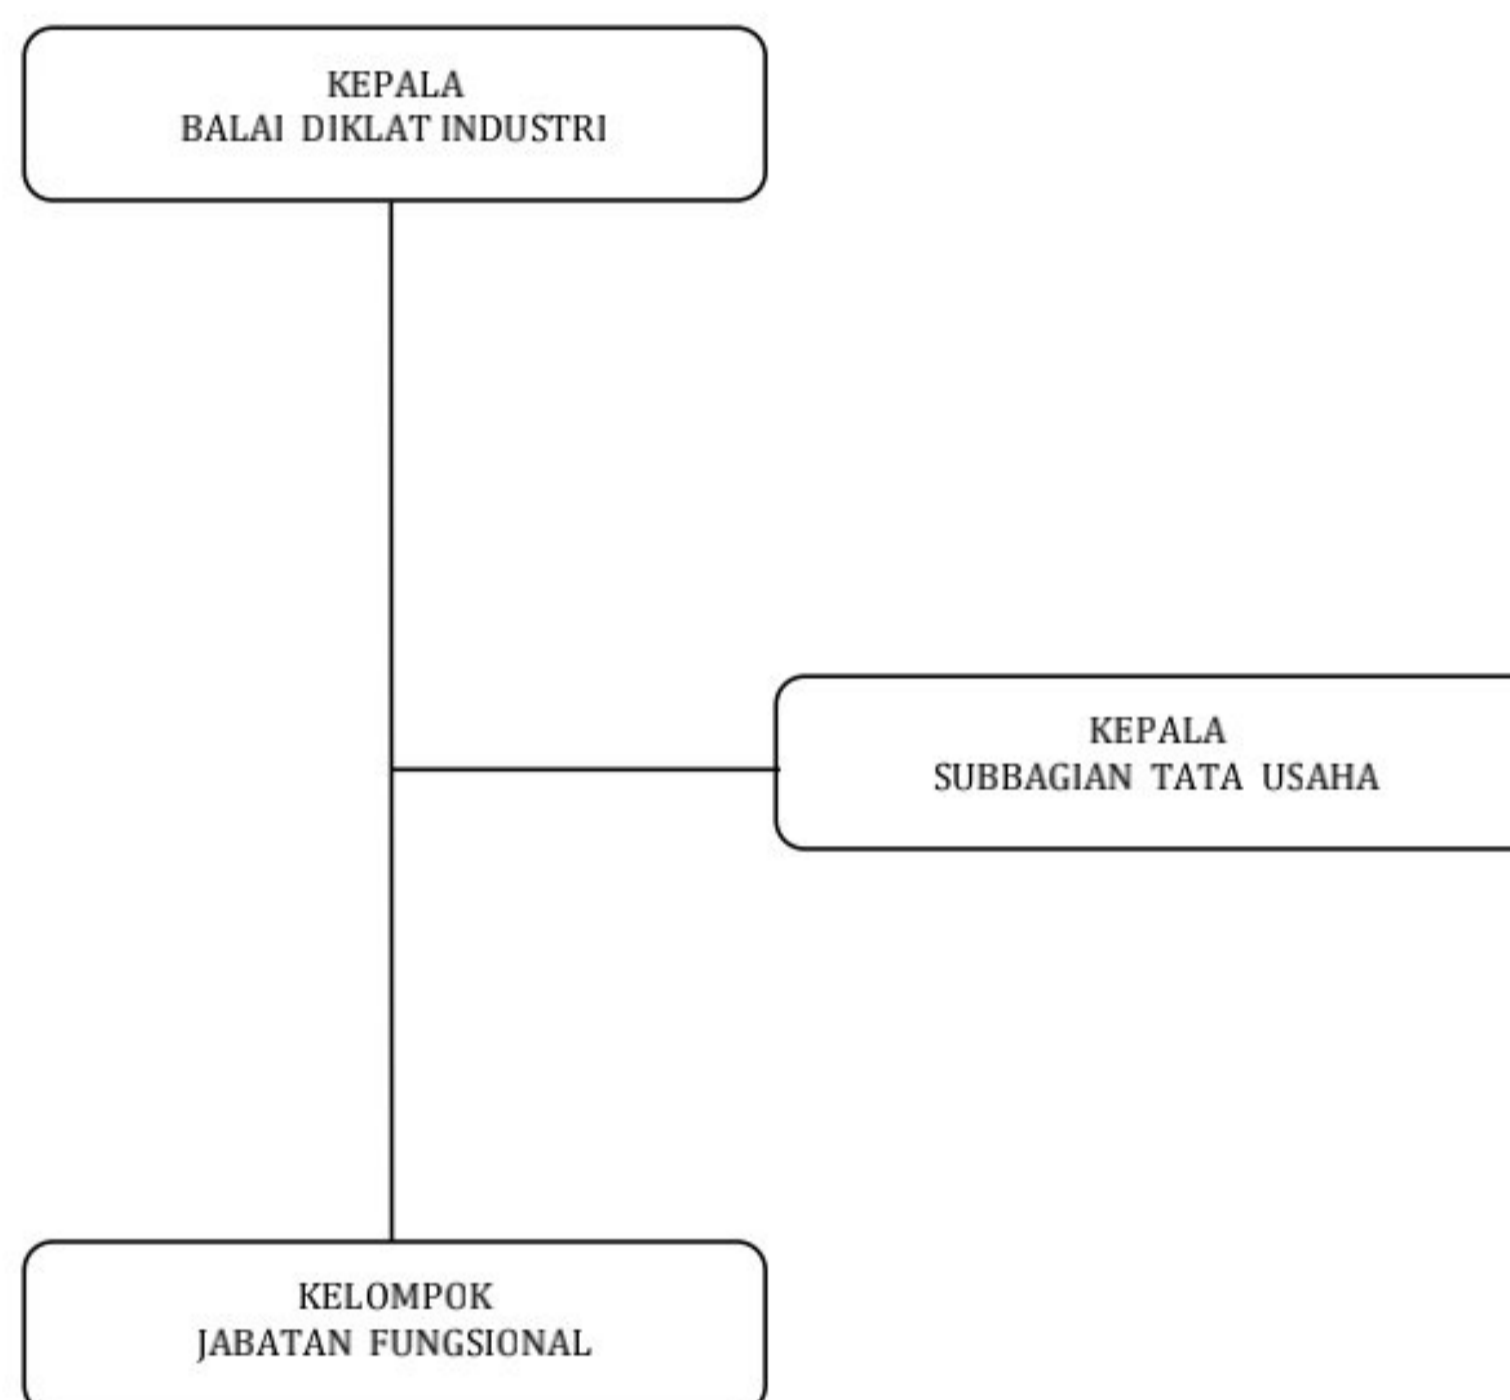 KEPALA
BALAI DIKLAT INDUSTRI
KEPALA
SUBBAGIAN TATA USAHA
KELOMPOK
JABATAN FUNGSIONAL